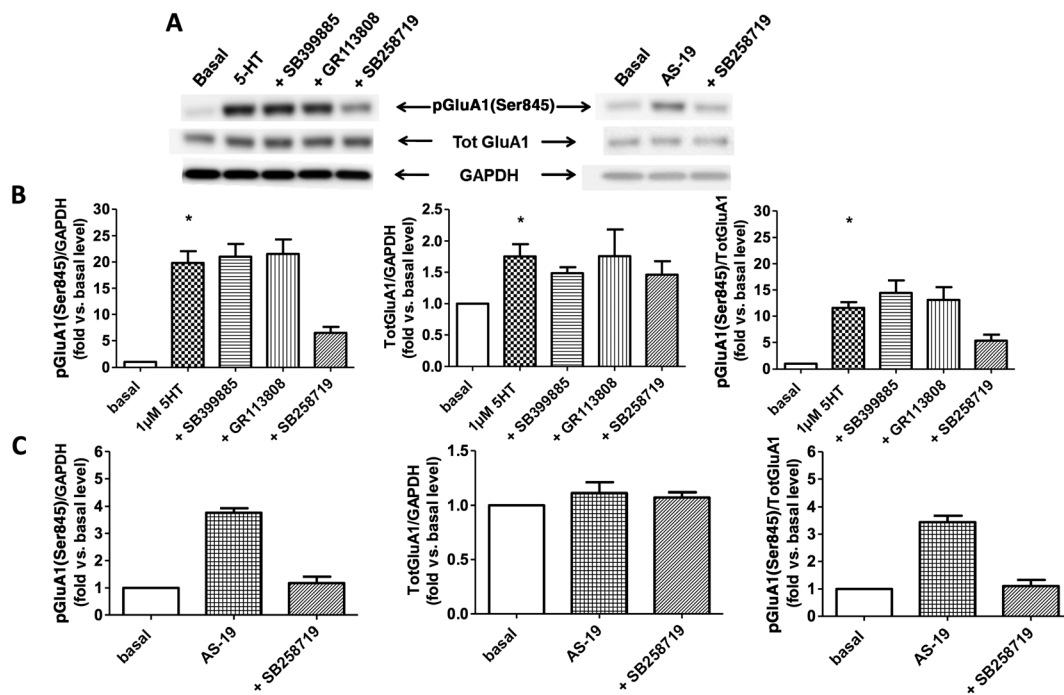 A
Basal
5-HT
+ SB399885
+ GR113808
+ SB258719
Basal
AS-19
+ SB258719
pGluA1(Ser845)
Tot GluA1
GAPDH
B
pGluA1(Ser845)/GAPDH
(fold vs. basal level)
30
25
20
15
10
5
0
*
basal
1µM 5HT
+ SB399885
+ GR113808
+ SB258719
TotGluA1/GAPDH
(fold vs. basal level)
2.5
2.0
1.5
1.0
0.5
0.0
*
basal
1µM 5HT
+ SB399885
+ GR113808
+ SB258719
pGluA1(Ser845)/TotGluA1
(fold vs. basal level)
30
25
20
15
10
5
0
*
basal
1µM 5HT
+ SB399885
+ GR113808
+ SB258719
C
pGluA1(Ser845)/GAPDH
(fold vs. basal level)
6
4
2
1
0
basal
AS-19
+ SB258719
TotGluA1/GAPDH
(fold vs. basal level)
1.5
1.0
0.5
0.0
basal
AS-19
+ SB258719
pGluA1(Ser845)/TotGluA1
(fold vs. basal level)
6
4
2
1
0
basal
AS-19
+ SB258719